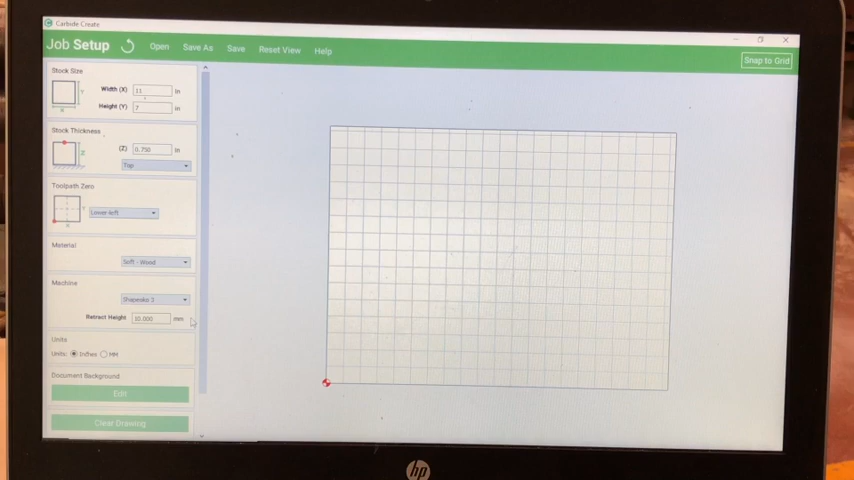 Carbide Create
Job Setup Open Save As Save Reset View Help Snap to Grid
Stock Size
Width (X) 11 in
Height (Y) 7 in
Stock Thickness
(Z) 0.750 in
Top
Toolpath Zero
Lower-left
Material
Soft - Wood
Machine
Shapeoko 3
Retract Height 10.000 mm
Units
Units: Inches MM
Document Background
Edit
Clear Drawing
hp